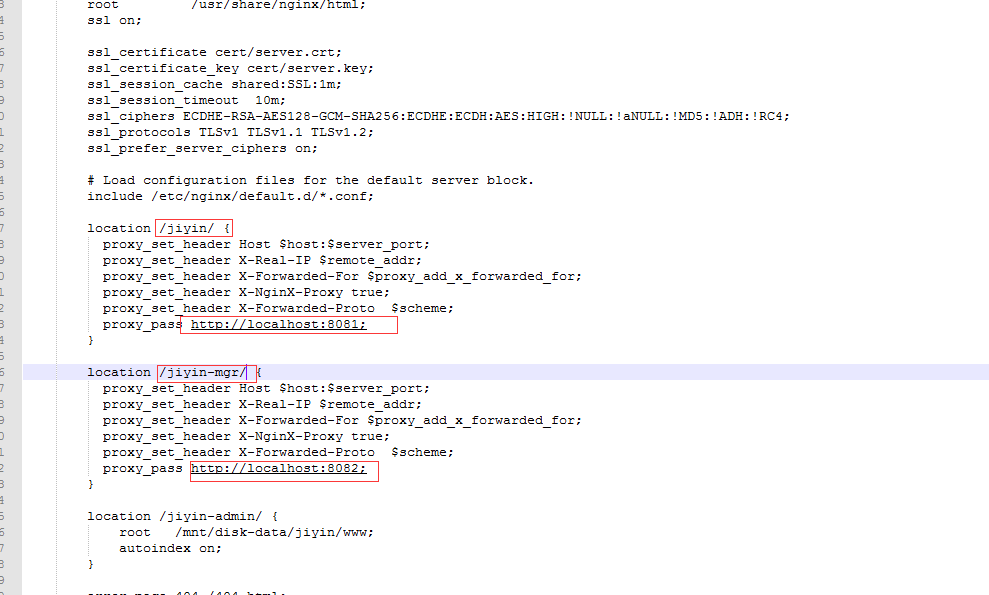 root /usr/share/nginx/html;
ssl on;
ssl_certificate cert/server.crt;
ssl_certificate_key cert/server.key;
ssl_session_cache shared:SSL:1m;
ssl_session_timeout  10m;
ssl_ciphers ECDHE-RSA-AES128-GCM-SHA256:ECDHE:ECDH:AES:HIGH:!NULL:!aNULL:!MD5:!ADH:!RC4;
ssl_protocols TLSv1 TLSv1.1 TLSv1.2;
ssl_prefer_server_ciphers on;
# Load configuration files for the default server block.
include /etc/nginx/default.d/*.conf;
location /jiyin/ {
proxy_set_header Host $host:$server_port;
proxy_set_header X-Real-IP $remote_addr;
proxy_set_header X-Forwarded-For $proxy_add_x_forwarded_for;
proxy_set_header X-NginX-Proxy true;
proxy_set_header X-Forwarded-Proto  $scheme;
proxy_pass http://localhost:8081;
}
location /jiyin-mgr/ {
proxy_set_header Host $host:$server_port;
proxy_set_header X-Real-IP $remote_addr;
proxy_set_header X-Forwarded-For $proxy_add_x_forwarded_for;
proxy_set_header X-NginX-Proxy true;
proxy_set_header X-Forwarded-Proto  $scheme;
proxy_pass http://localhost:8082;
}
location /jiyin-admin/ {
root   /mnt/disk-data/jiyin/www;
autoindex on;
}